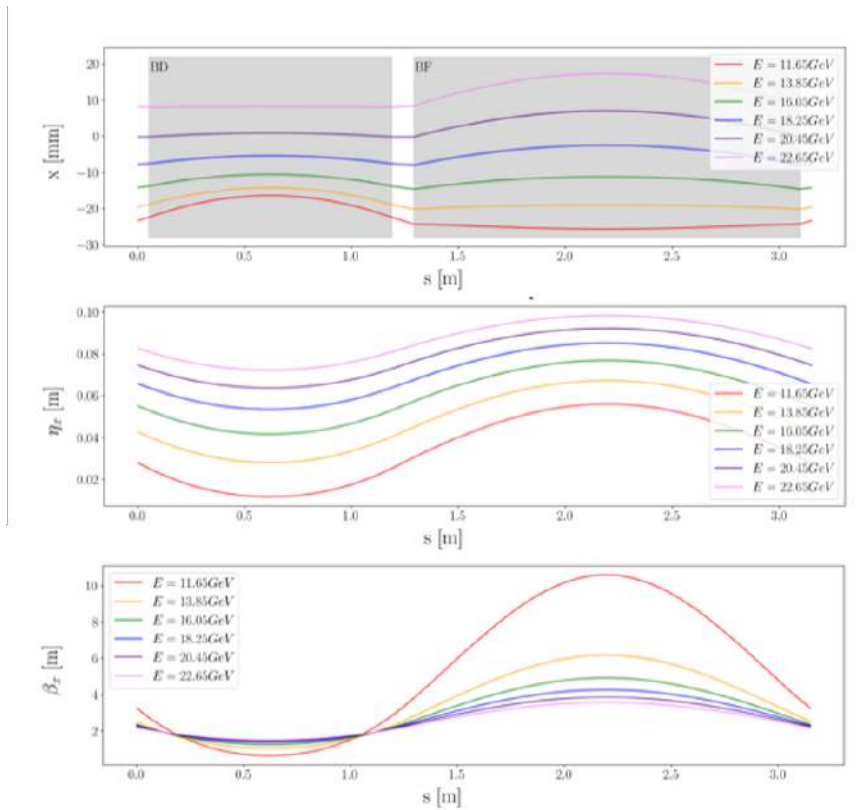 x [mm]
20
10
0
−10
−20
−30
BD
BF
E = 11.65GeV
E = 13.85GeV
E = 16.05GeV
E = 18.25GeV
E = 20.45GeV
E = 22.65GeV
0.0 0.5 1.0 1.5 2.0 2.5 3.0
s [m]
ηx [m]
0.10
0.08
0.06
0.04
0.02
E = 11.65GeV
E = 13.85GeV
E = 16.05GeV
E = 18.25GeV
E = 20.45GeV
E = 22.65GeV
0.0 0.5 1.0 1.5 2.0 2.5 3.0
s [m]
βx [m]
10
8
6
4
2
E = 11.65GeV
E = 13.85GeV
E = 16.05GeV
E = 18.25GeV
E = 20.45GeV
E = 22.65GeV
0.0 0.5 1.0 1.5 2.0 2.5 3.0
s [m]